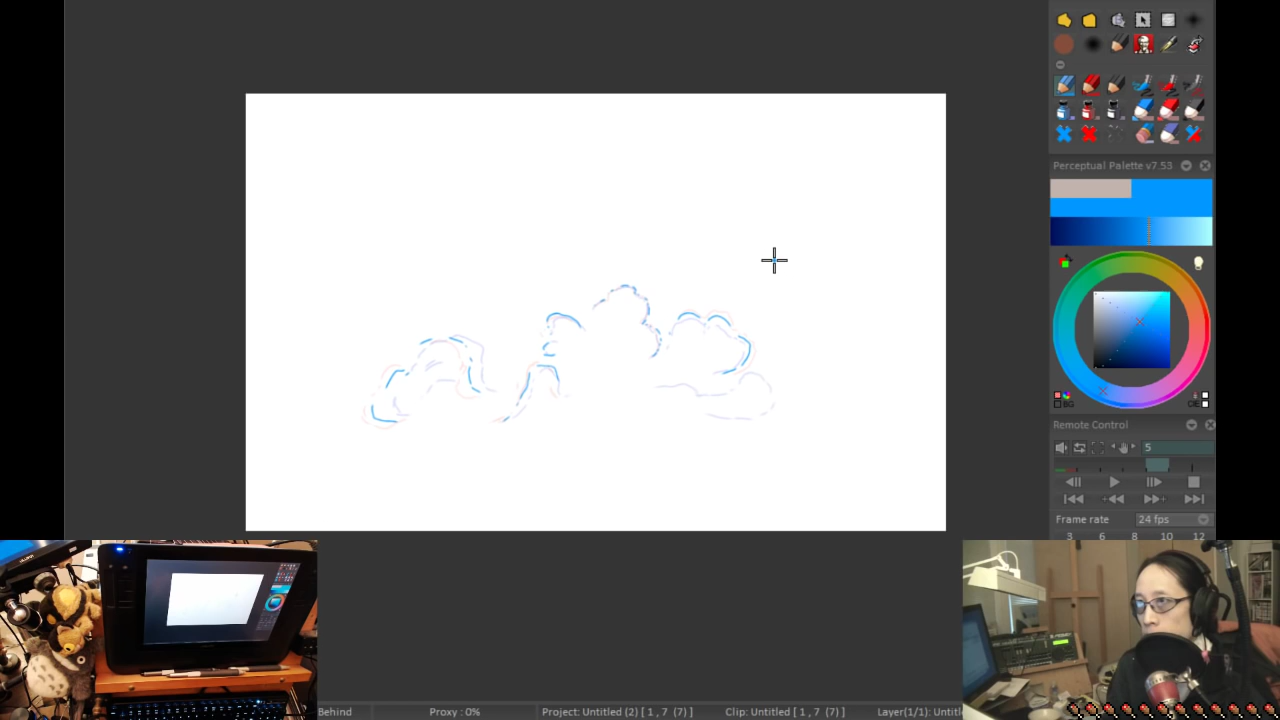 Perceptual Palette v7.53
BG
Remote Control
5
Frame rate
24 fps
3 6 8 10 12
Behind
Proxy : 0%
Project: Untitled (2) [ 1 , 7 (7) ]
Clip: Untitled [ 1 , 7 (7) ]
Layer(1/1): Untitl